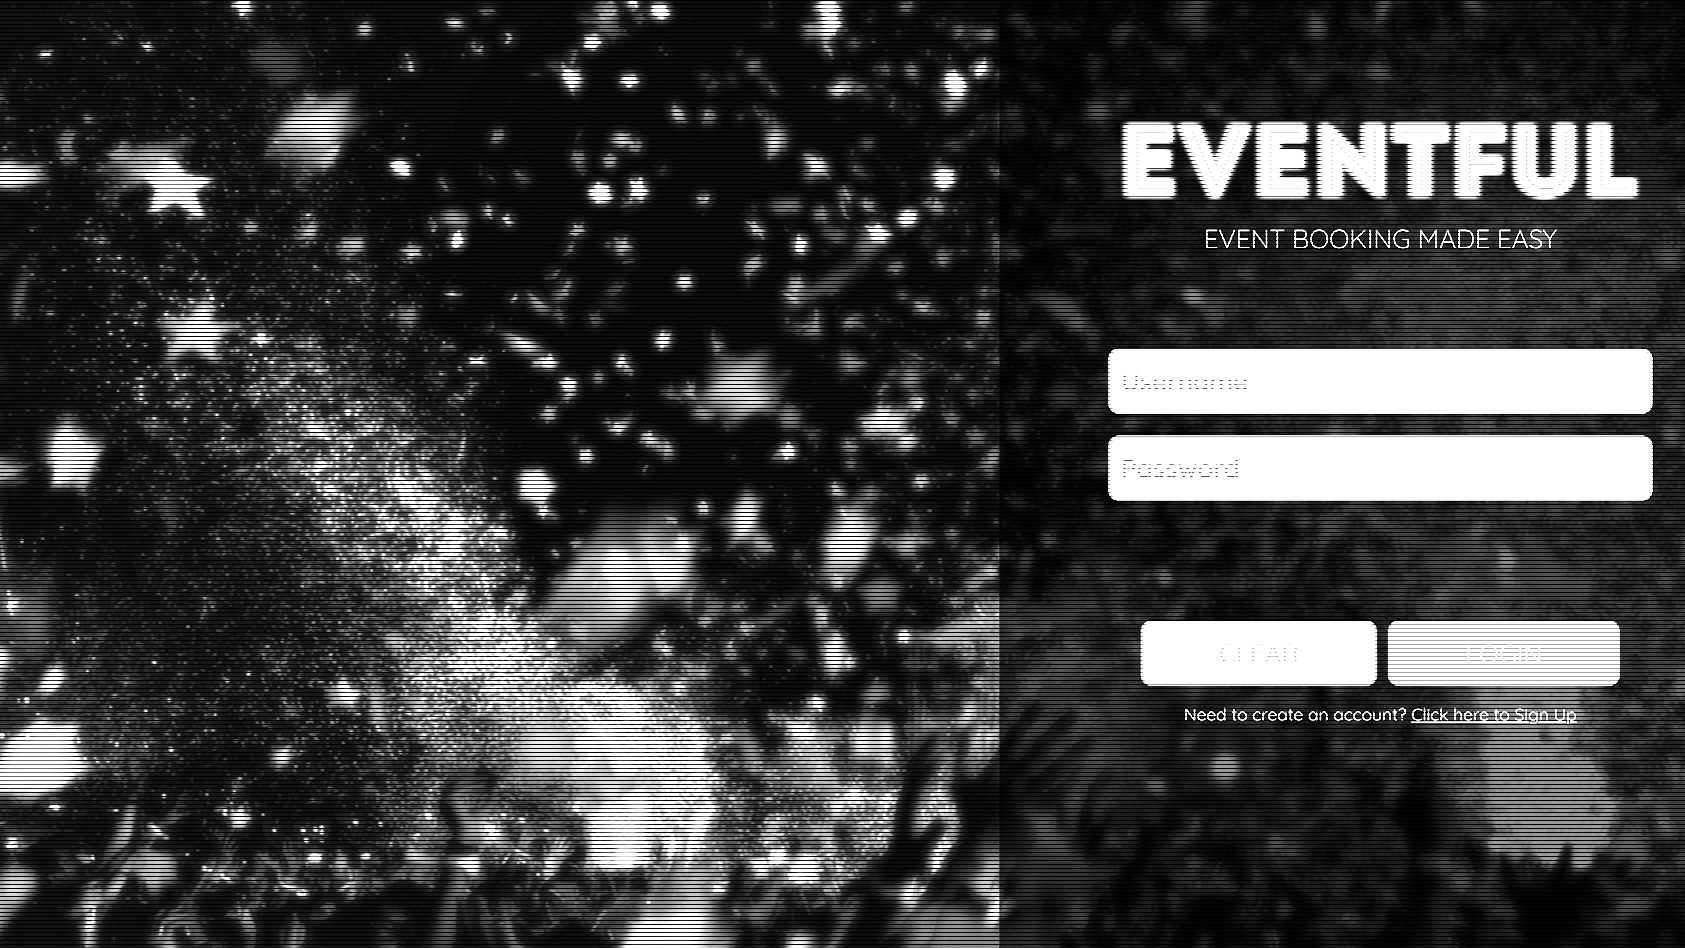 EVENTFUL
EVENT BOOKING MADE EASY
Username
Password
CLEAR LOGIN
Need to create an account? Click here to Sign Up